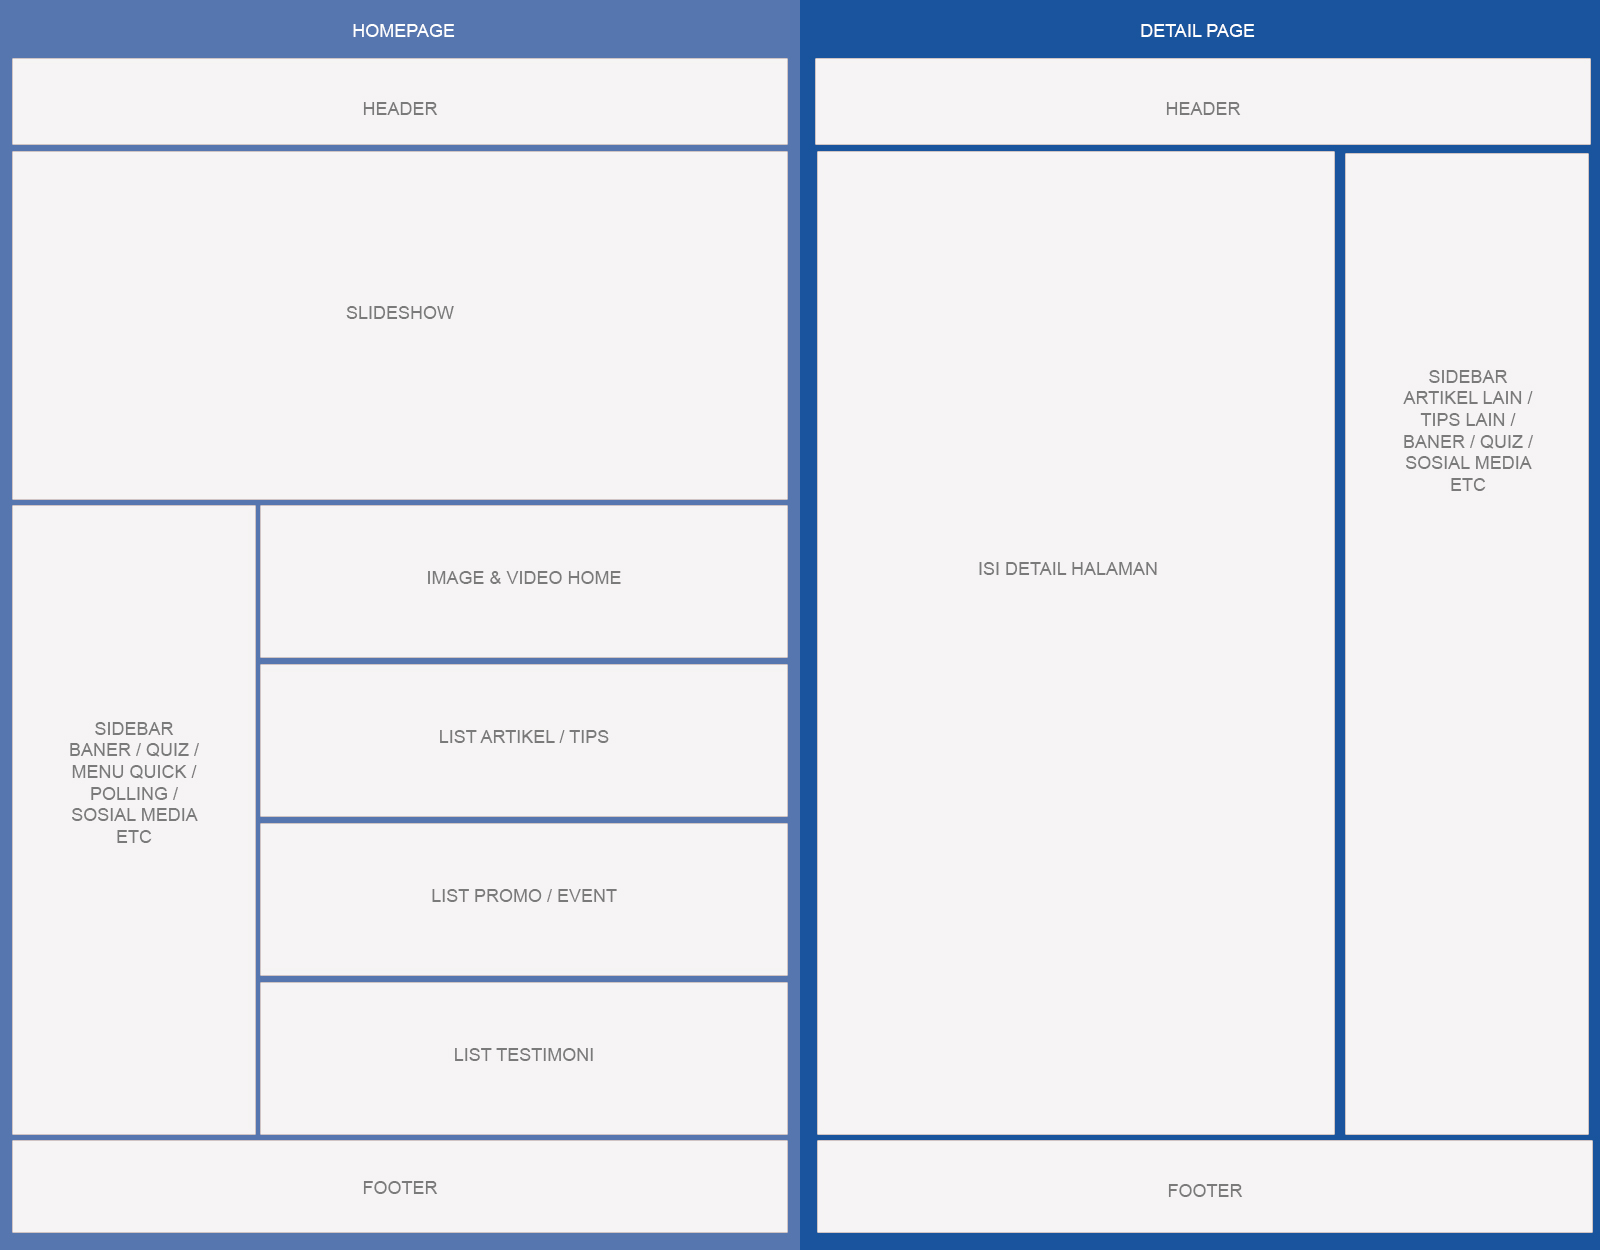 HOMEPAGE
HEADER
SLIDESHOW
SIDEBAR
BANER / QUIZ /
MENU QUICK /
POLLING /
SOSIAL MEDIA
ETC
IMAGE & VIDEO HOME
LIST ARTIKEL / TIPS
LIST PROMO / EVENT
LIST TESTIMONI
FOOTER
DETAIL PAGE
HEADER
ISI DETAIL HALAMAN
SIDEBAR
ARTIKEL LAIN /
TIPS LAIN /
BANER / QUIZ /
SOSIAL MEDIA
ETC
FOOTER